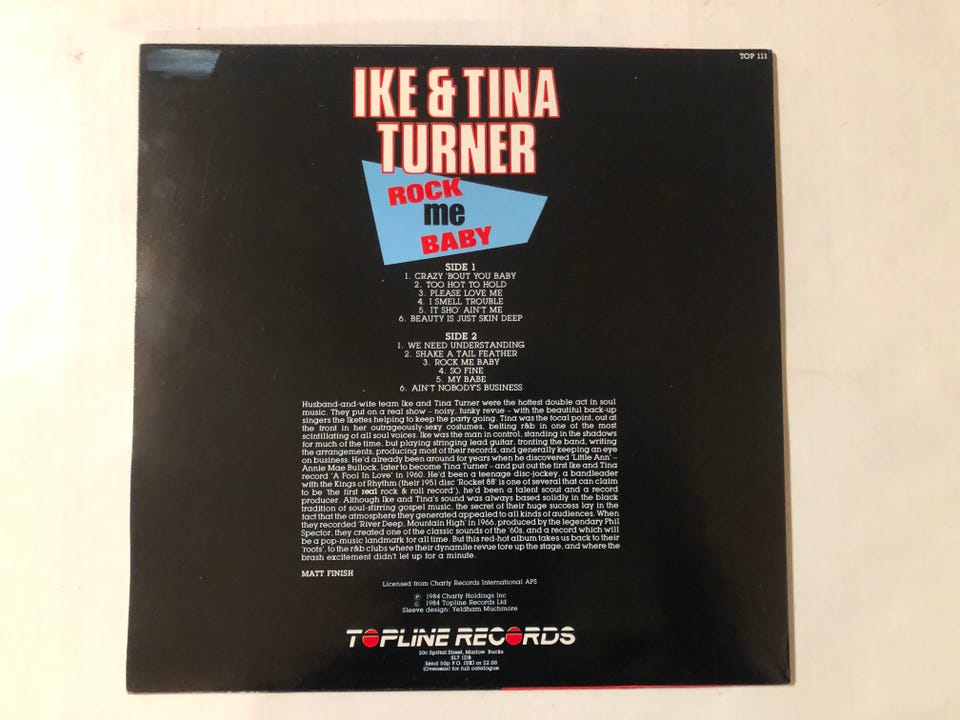 TOP 111
IKE & TINA
TURNER
ROCK
me
BABY
SIDE 1
1. CRAZY 'BOUT YOU BABY
2. TOO HOT TO HOLD
3. PLEASE LOVE ME
4. I SMELL TROUBLE
5. IT SHO' AIN'T ME
6. BEAUTY IS JUST SKIN DEEP
SIDE 2
1. WE NEED UNDERSTANDING
2. SHAKE A TAIL FEATHER
3. ROCK ME BABY
4. SO FINE
5. MY BABE
6. AIN'T NOBODY'S BUSINESS
Husband-and-wife team Ike and Tina Turner were the hottest double act in soul
music. They put on a real show – noisy, funky revue – with the beautiful back-up
singers the Ikettes helping to keep the party going. Tina was the focal point, out at
the front in her outrageously-sexy costumes, belting r&b in one of the most
scintillating of all soul voices. Ike was the man in control, standing in the shadows
for much of the time, but playing stringing lead guitar, fronting the band, writing
the arrangements, producing most of their records, and generally keeping an eye
on business. He'd already been around for years when he discovered 'Little Ann' –
Annie Mae Bullock, later to become Tina Turner – and put out the first Ike and Tina
record 'A Fool In Love' in 1960. He'd been a teenage disc-jockey, a bandleader
with the Kings of Rhythm (their 1951 disc 'Rocket 88' is one of several that can claim
to be 'the first real rock & roll record'), he'd been a talent scout and a record
producer. Although Ike and Tina's sound was always based solidly in the black
tradition of soul-stirring gospel music, the secret of their huge success lay in the
fact that the atmosphere they generated appealed to all kinds of audiences. When
they recorded 'River Deep, Mountain High' in 1966, produced by the legendary Phil
Spector, they created one of the classic sounds of the '60s, and a record which will
be a pop-music landmark for all time. But this red-hot album takes us back to their
'roots', to the r&b clubs where their dynamite revue tore up the stage, and where the
brash excitement didn't let up for a minute.
MATT FINISH
Licensed from Charly Records International APS
℗ 1984 Charly Holdings Inc
© 1984 Topline Records Ltd
Sleeve design: Yeldham Muchmore
TOPLINE RECORDS
20c Spittal Street, Marlow, Bucks
SL7 1DB
Send 50p P.O. (UK) or $2.00
(Overseas) for full catalogue